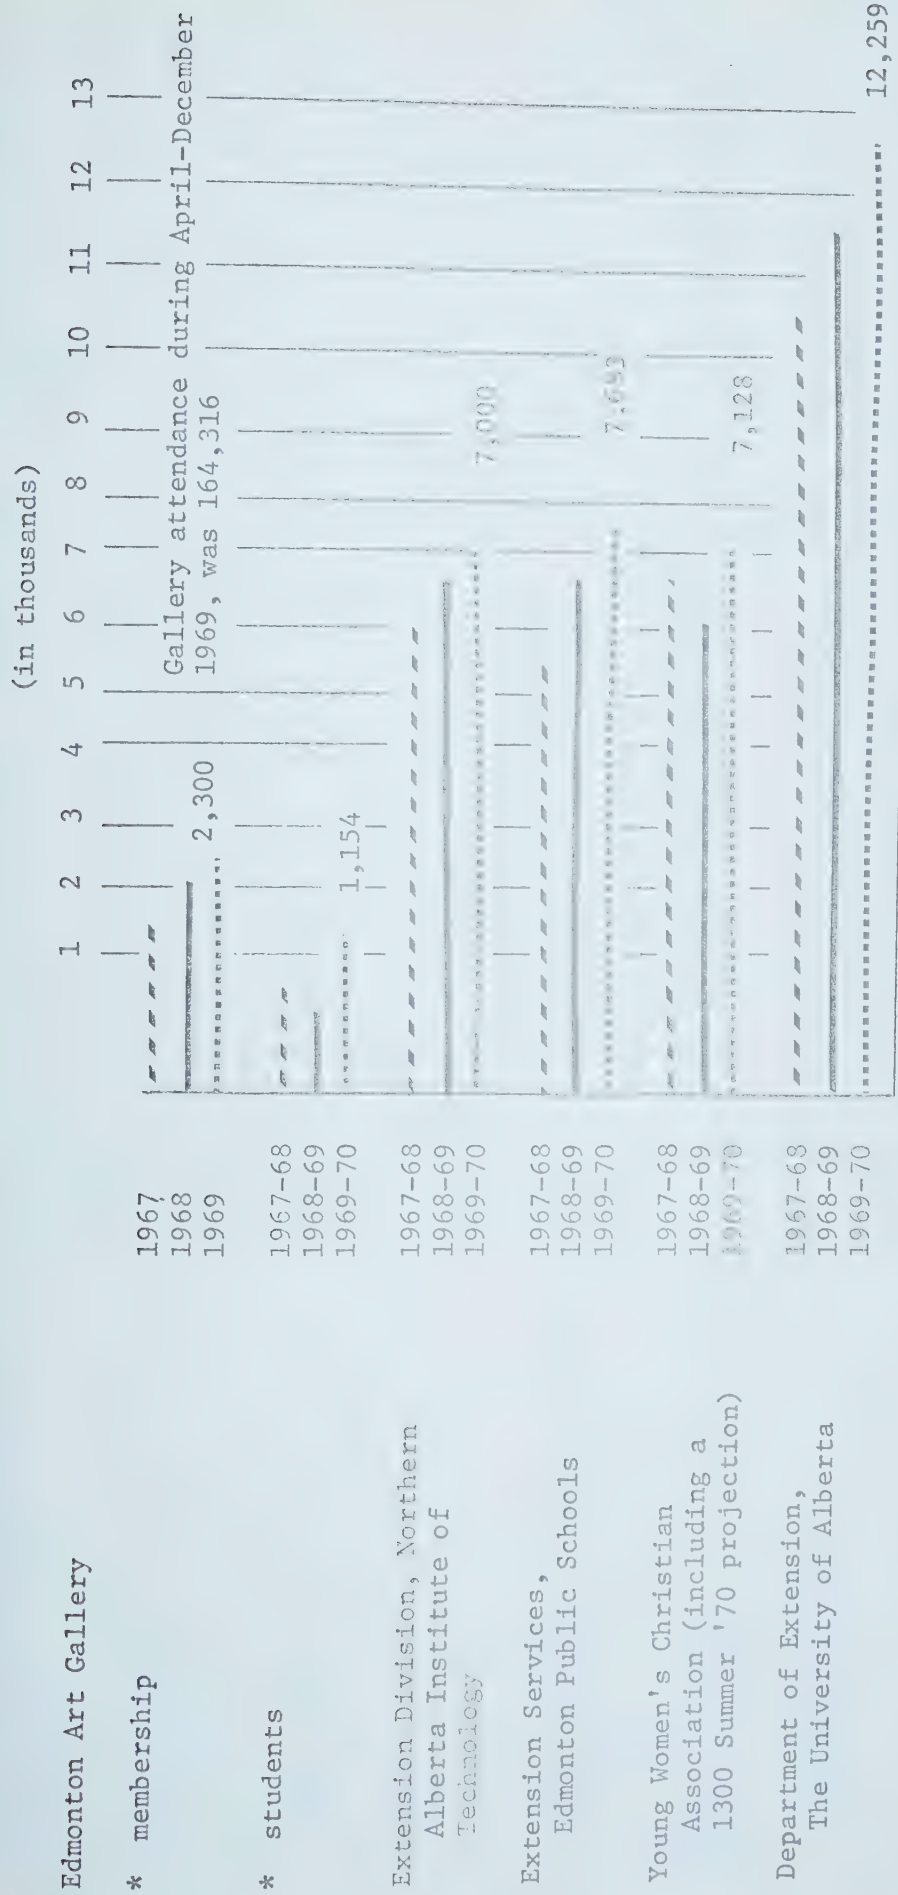 (in thousands)
1 2 3 4 5 6 7 8 9 10 11 12 13
Edmonton Art Gallery
* membership
1967
1968
1969
2,300
Gallery attendance during April-December
1969, was 164,316
* students
1967-68
1968-69
1969-70
1,154
Extension Division, Northern
Alberta Institute of
Technology
1967-68
1968-69
1969-70
7,000
Extension Services,
Edmonton Public Schools
1967-68
1968-69
1969-70
7,693
Young Women's Christian
Association (including a
1300 Summer '70 projection)
1967-68
1968-69
1969-70
7,128
Department of Extension,
The University of Alberta
1967-68
1968-69
1969-70
12,259